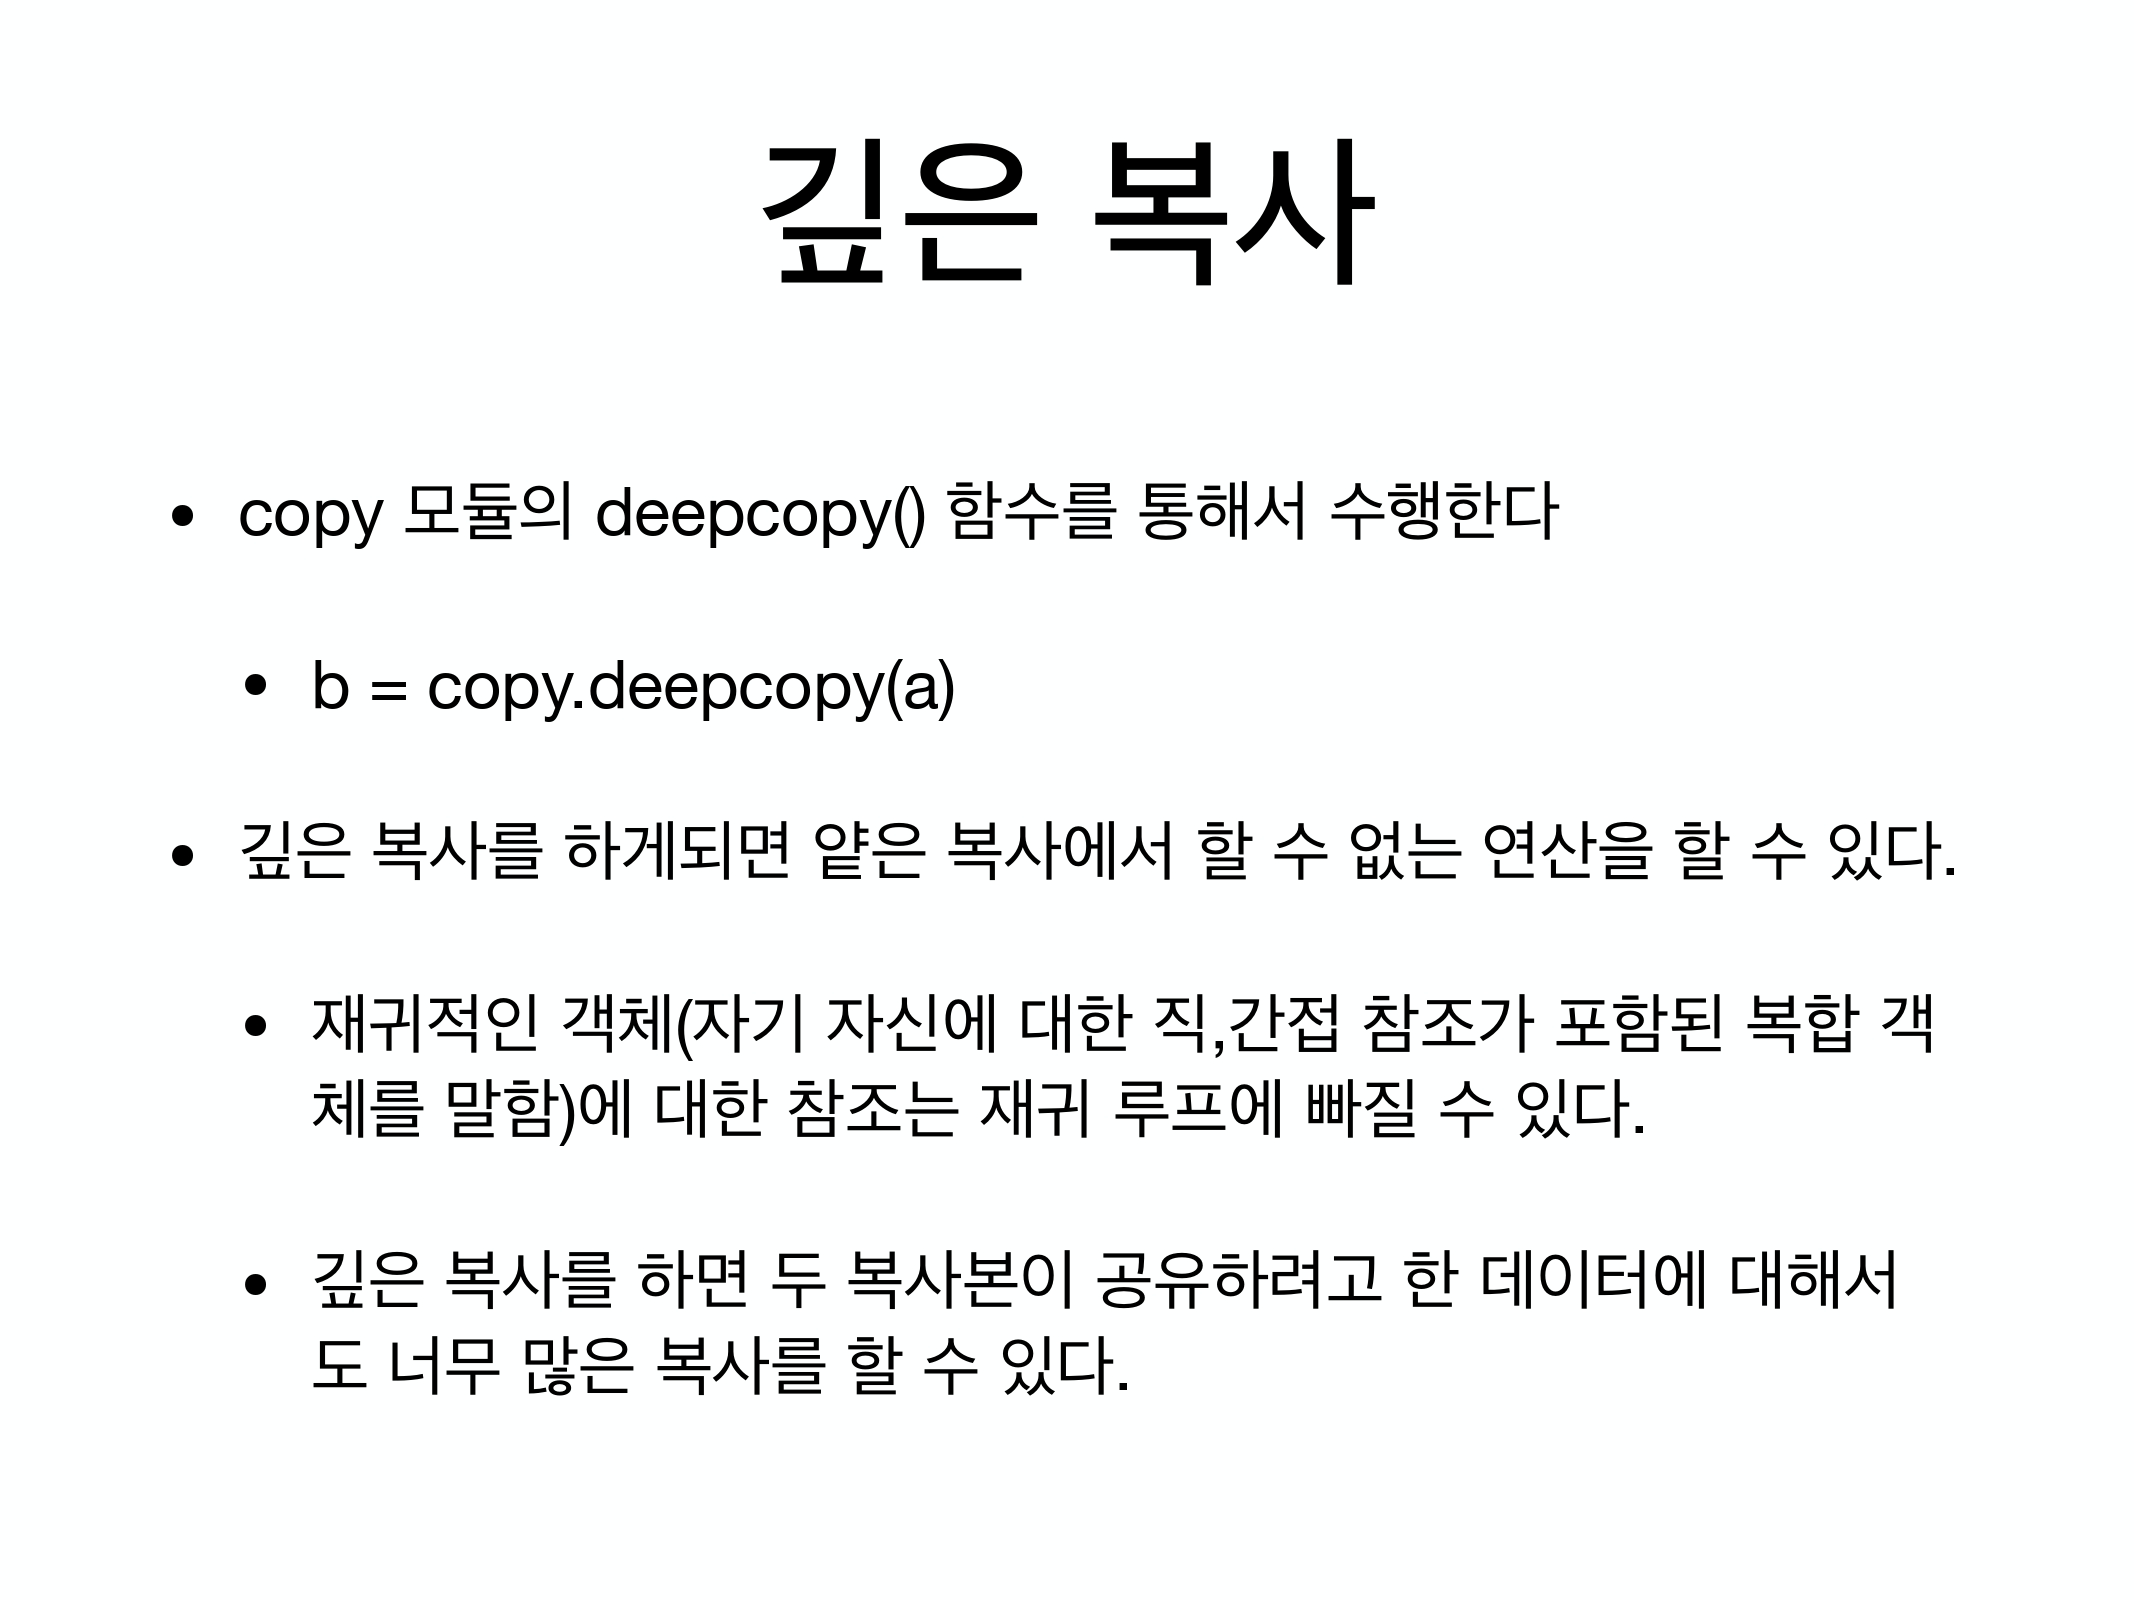 깊은 복사
• copy 모듈의 deepcopy() 함수를 통해서 수행한다
• b = copy.deepcopy(a)
• 깊은 복사를 하게되면 얕은 복사에서 할 수 없는 연산을 할 수 있다.
• 재귀적인 객체(자기 자신에 대한 직,간접 참조가 포함된 복합 객
체를 말함)에 대한 참조는 재귀 루프에 빠질 수 있다.
• 깊은 복사를 하면 두 복사본이 공유하려고 한 데이터에 대해서
도 너무 많은 복사를 할 수 있다.